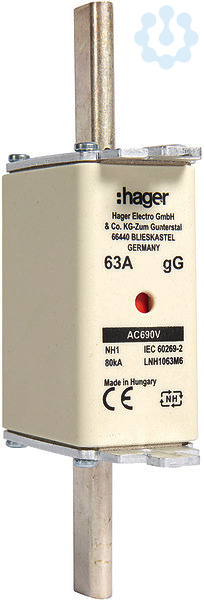 :hager
Hager Electro GmbH
& Co. KG-Zum Gunterstal
66440 BLIESKASTEL
GERMANY
63A gG
AC690V
NH1 IEC 60269-2
80kA LNH1063M6
Made in Hungary
CE NH